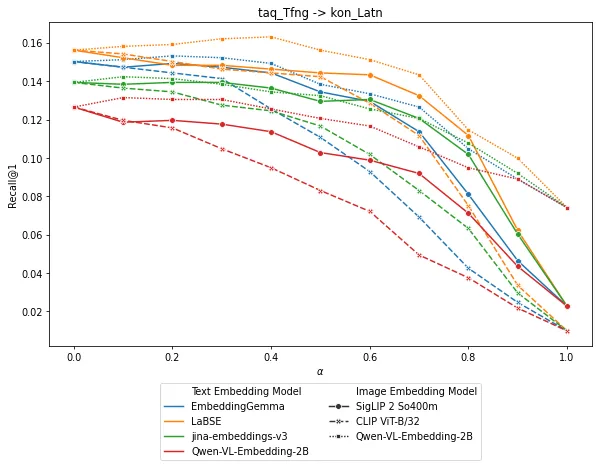 taq_Tfng -> kon_Latn
Recall@1
0.16
0.14
0.12
0.10
0.08
0.06
0.04
0.02
0.0 0.2 0.4 0.6 0.8 1.0
α
Text Embedding Model
EmbeddingGemma
LaBSE
jina-embeddings-v3
Qwen-VL-Embedding-2B
Image Embedding Model
SigLIP 2 So400m
CLIP ViT-B/32
Qwen-VL-Embedding-2B